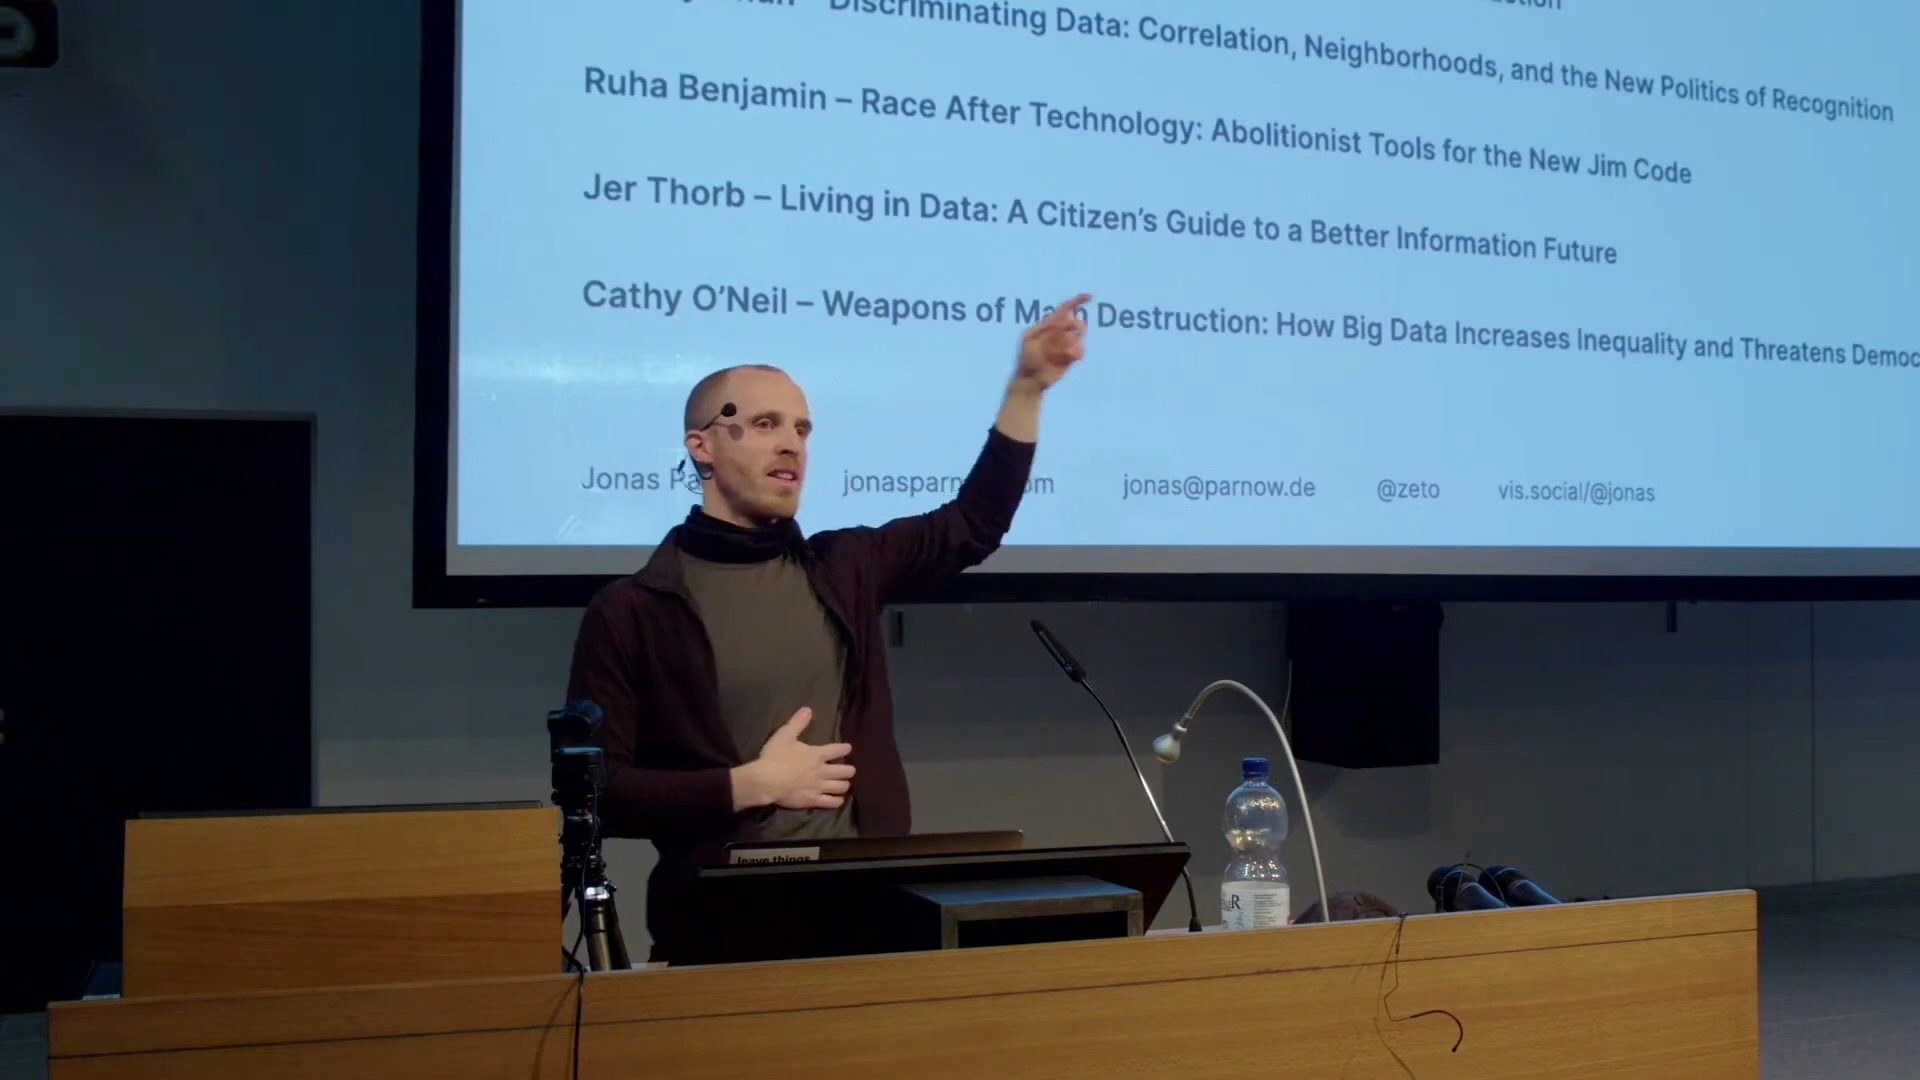 Discriminating Data: Correlation, Neighborhoods, and the New Politics of Recognition
Ruha Benjamin – Race After Technology: Abolitionist Tools for the New Jim Code
Jer Thorb – Living in Data: A Citizen’s Guide to a Better Information Future
Cathy O’Neil – Weapons of Destruction: How Big Data Increases Inequality and Threatens
Jonas jonas@parnow.de @zeto vis.social/@jonas
leave things